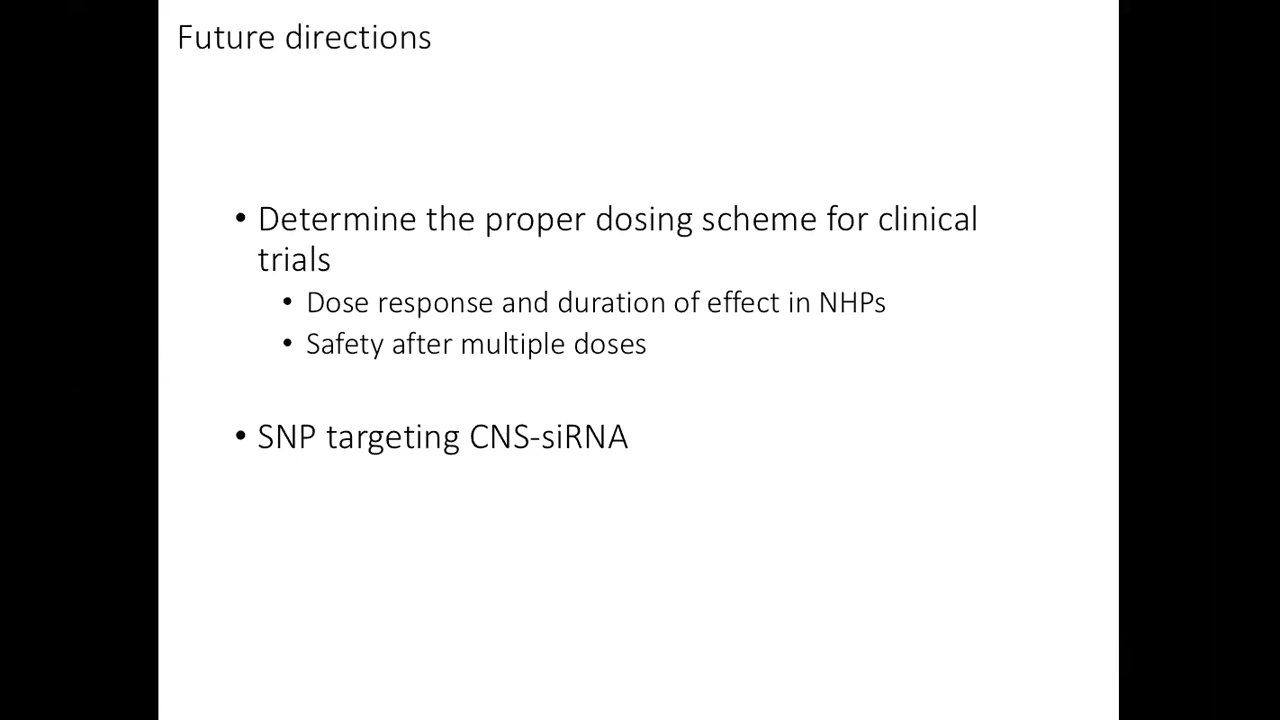 Future directions
• Determine the proper dosing scheme for clinical
trials
• Dose response and duration of effect in NHPs
• Safety after multiple doses
• SNP targeting CNS-siRNA